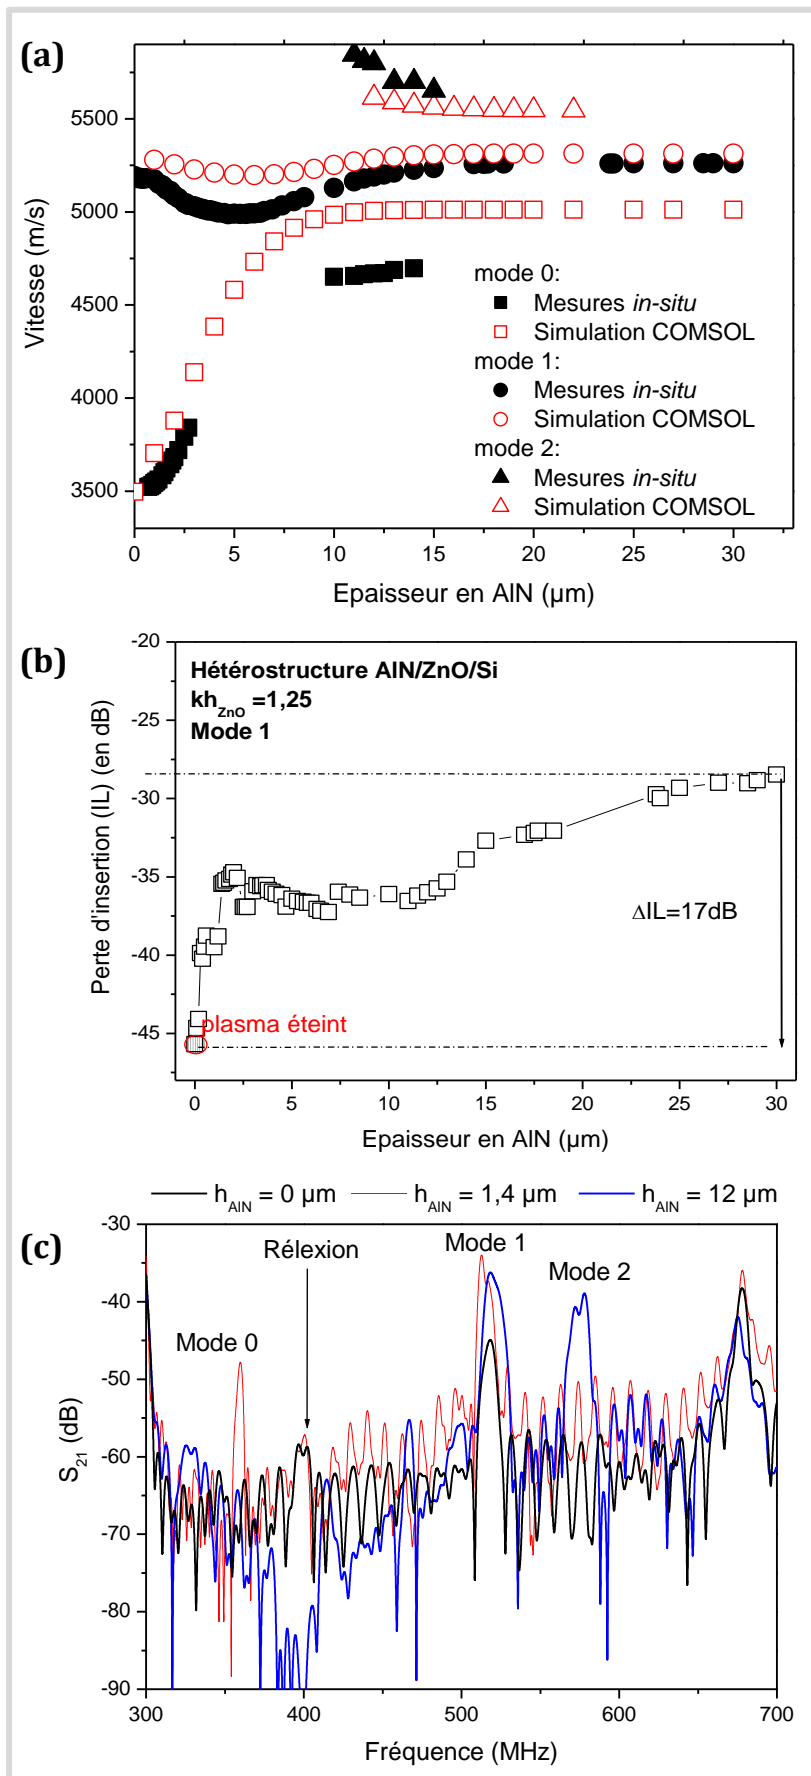 (a)
5500
5000
4500
4000
3500
Vitesse (m/s)
mode 0:
Mesures in-situ
Simulation COMSOL
mode 1:
Mesures in-situ
Simulation COMSOL
mode 2:
Mesures in-situ
Simulation COMSOL
0 5 10 15 20 25 30
Epaisseur en AlN (µm)
(b)
-20
-25
-30
-35
-40
-45
Perte d'insertion (IL) (en dB)
Hétérostructure AlN/ZnO/Si
kh_ZnO =1,25
Mode 1
ΔIL=17dB
plasma éteint
0 5 10 15 20 25 30
Epaisseur en AlN (µm)
h_AlN = 0 µm h_AlN = 1,4 µm h_AlN = 12 µm
(c)
-30
-40
-50
-60
-70
-80
-90
S_21 (dB)
Rélexion
Mode 1
Mode 2
Mode 0
300 400 500 600 700
Fréquence (MHz)